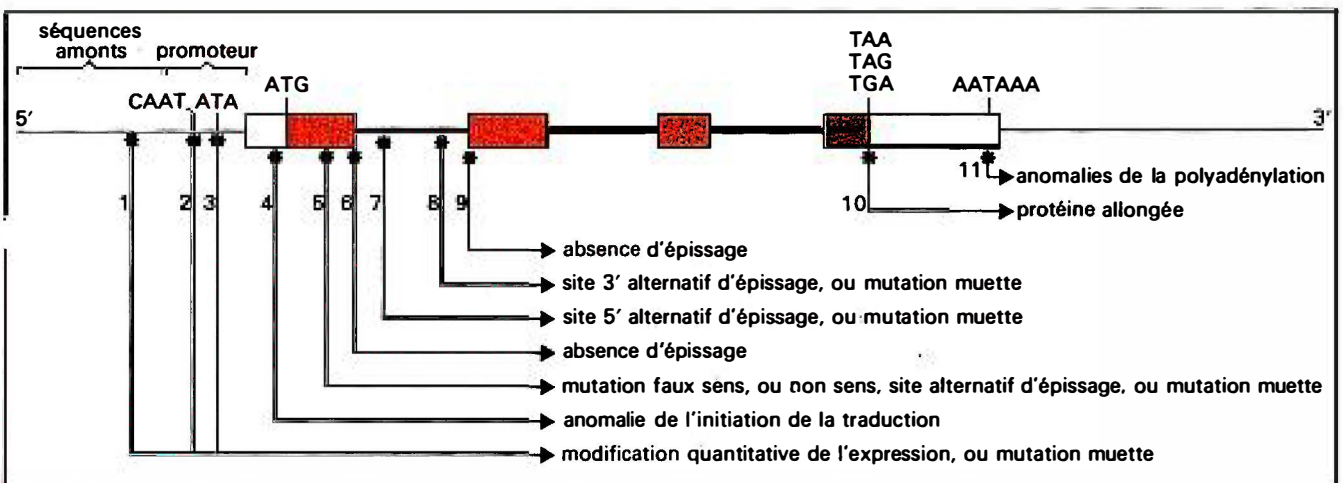 séquences
amonts promoteur
TAA
TAG
TGA
ATG
AATAAA
CAAT ATA
5′
3′
1 2 3 4 5 6 7 8 9
10
11
anomalies de la polyadénylation
protéine allongée
absence d'épissage
site 3′ alternatif d'épissage, ou mutation muette
site 5′ alternatif d'épissage, ou mutation muette
absence d'épissage
mutation faux sens, ou non sens, site alternatif d'épissage, ou mutation muette
anomalie de l'initiation de la traduction
modification quantitative de l'expression, ou mutation muette